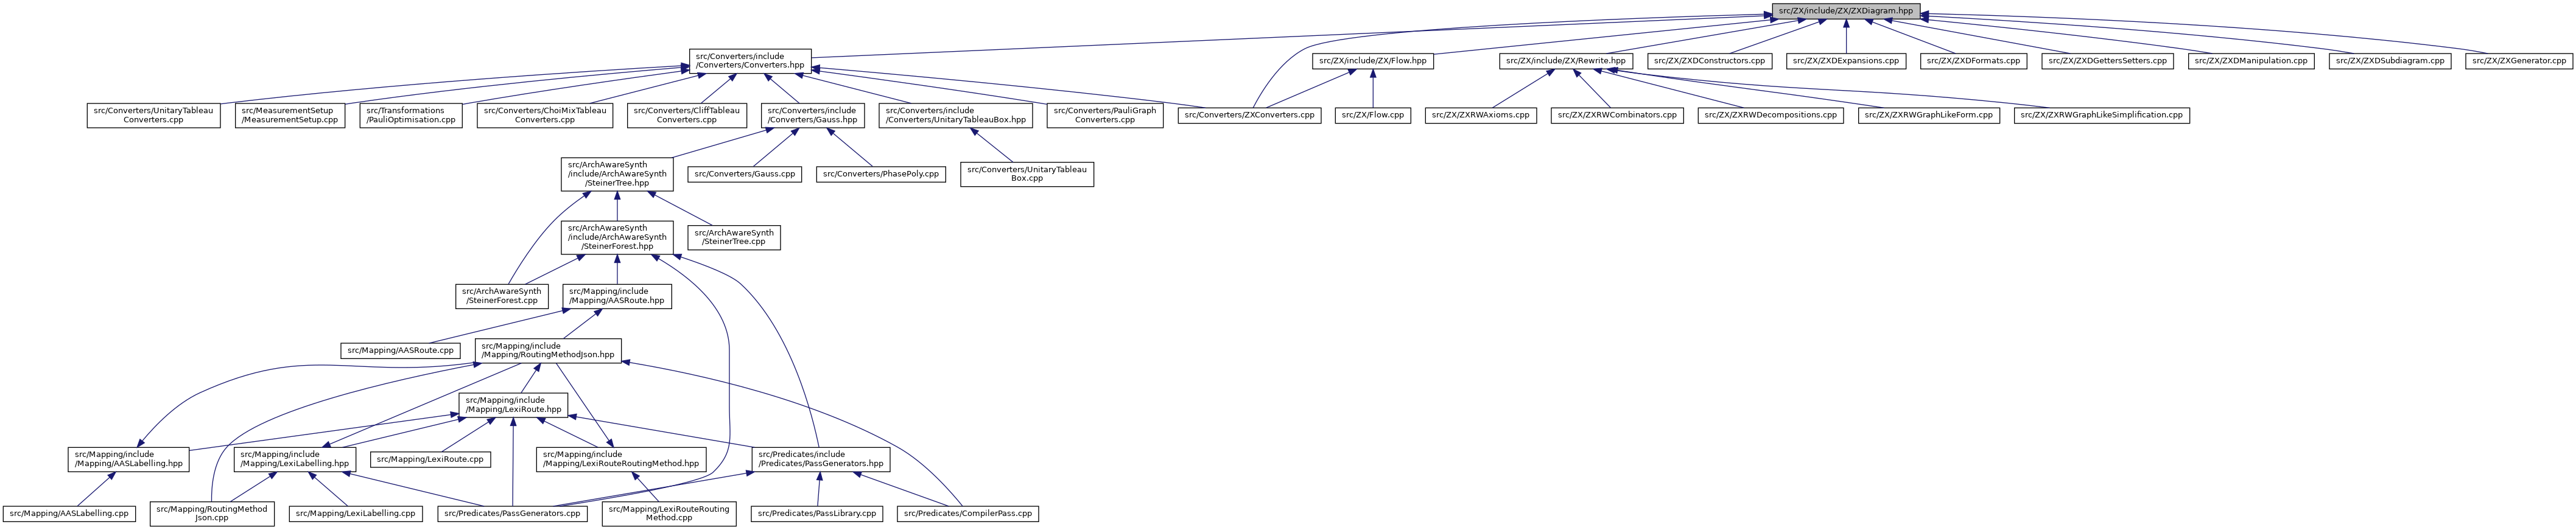 src/ZX/include/ZX/ZXDiagram.hpp
src/Converters/include
/Converters/Converters.hpp
src/ZX/include/ZX/Flow.hpp
src/ZX/include/ZX/Rewrite.hpp
src/ZX/ZXDConstructors.cpp
src/ZX/ZXDExpansions.cpp
src/ZX/ZXDFormats.cpp
src/ZX/ZXDGettersSetters.cpp
src/ZX/ZXDManipulation.cpp
src/ZX/ZXDSubdiagram.cpp
src/ZX/ZXGenerator.cpp
src/Converters/UnitaryTableau
Converters.cpp
src/MeasurementSetup
/MeasurementSetup.cpp
src/Transformations
/PauliOptimisation.cpp
src/Converters/ChoiMixTableau
Converters.cpp
src/Converters/CliffTableau
Converters.cpp
src/Converters/include
/Converters/Gauss.hpp
src/Converters/include
/Converters/UnitaryTableauBox.hpp
src/Converters/PauliGraph
Converters.cpp
src/Converters/ZXConverters.cpp
src/ZX/Flow.cpp
src/ZX/ZXRWAxioms.cpp
src/ZX/ZXRWCombinators.cpp
src/ZX/ZXRWDecompositions.cpp
src/ZX/ZXRWGraphLikeForm.cpp
src/ZX/ZXRWGraphLikeSimplification.cpp
src/ArchAwareSynth
/include/ArchAwareSynth
/SteinerTree.hpp
src/Converters/Gauss.cpp
src/Converters/PhasePoly.cpp
src/Converters/UnitaryTableau
Box.cpp
src/ArchAwareSynth
/include/ArchAwareSynth
/SteinerForest.hpp
src/ArchAwareSynth
/SteinerTree.cpp
src/ArchAwareSynth
/SteinerForest.cpp
src/Mapping/include
/Mapping/AASRoute.hpp
src/Mapping/AASRoute.cpp
src/Mapping/include
/Mapping/RoutingMethodJson.hpp
src/Mapping/include
/Mapping/LexiRoute.hpp
src/Mapping/include
/Mapping/AASLabelling.hpp
src/Mapping/include
/Mapping/LexiLabelling.hpp
src/Mapping/LexiRoute.cpp
src/Mapping/include
/Mapping/LexiRouteRoutingMethod.hpp
src/Predicates/include
/Predicates/PassGenerators.hpp
src/Mapping/AASLabelling.cpp
src/Mapping/RoutingMethod
Json.cpp
src/Mapping/LexiLabelling.cpp
src/Predicates/PassGenerators.cpp
src/Mapping/LexiRouteRouting
Method.cpp
src/Predicates/PassLibrary.cpp
src/Predicates/CompilerPass.cpp